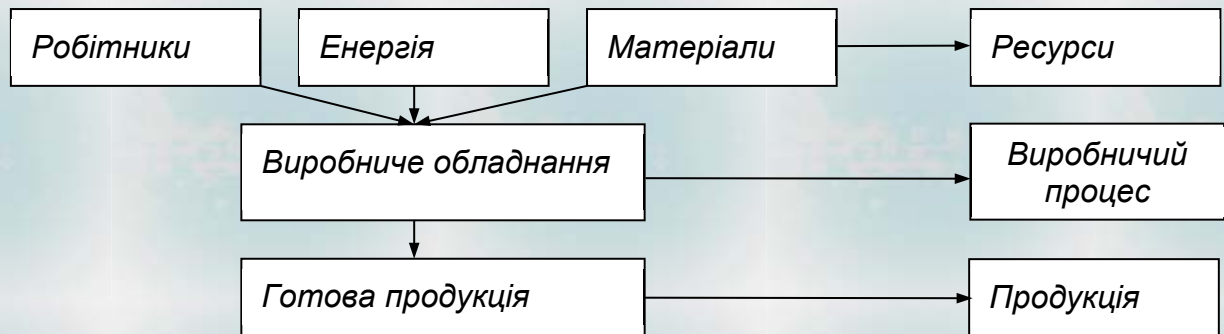 Робітники
Енергія
Матеріали
Ресурси
Виробниче обладнання
Виробничий
процес
Готова продукція
Продукція